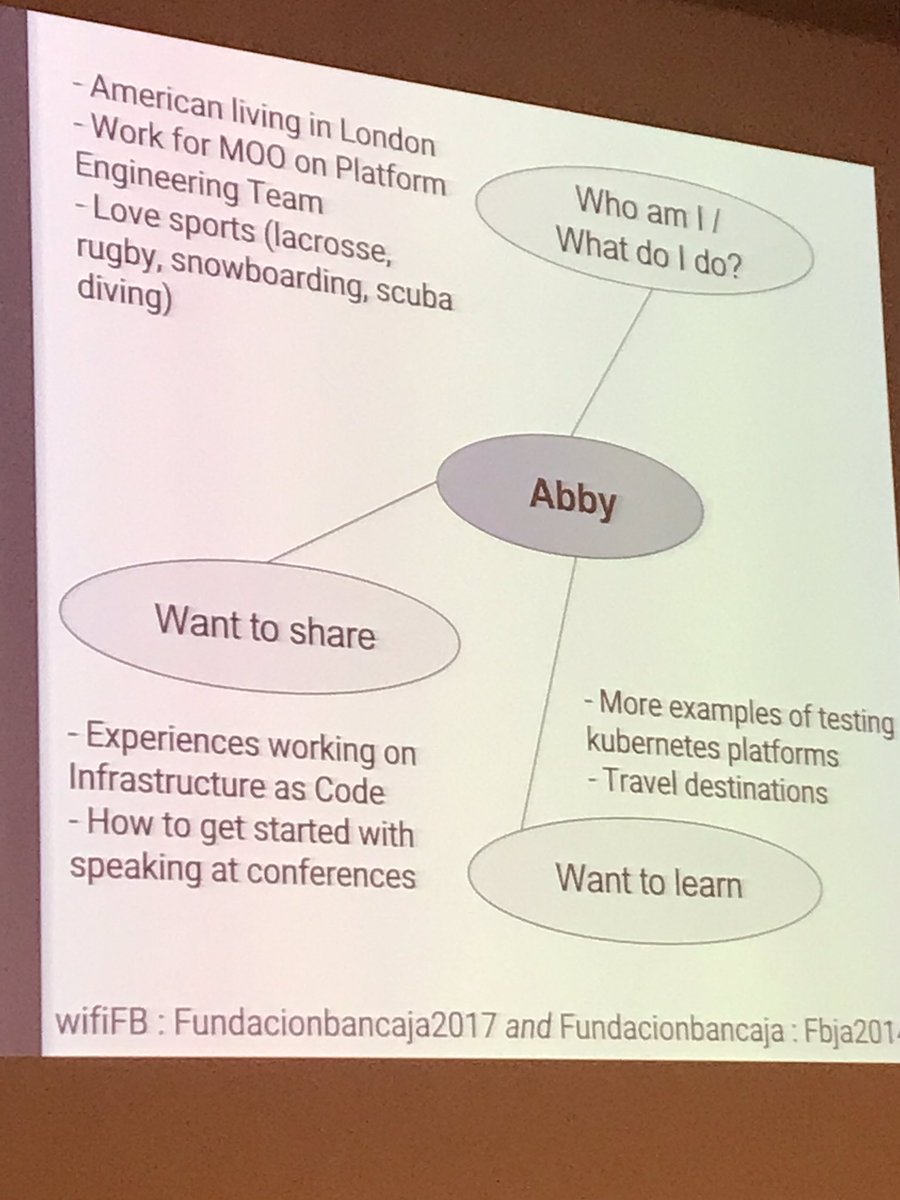 - American living in London
- Work for MOO on Platform
Engineering Team
- Love sports (lacrosse,
rugby, snowboarding, scuba
diving)
Who am I /
What do I do?
Abby
Want to share
- Experiences working on
Infrastructure as Code
- How to get started with
speaking at conferences
- More examples of testing
kubernetes platforms
- Travel destinations
Want to learn
wifiFB : Fundacionbancaja2017 and Fundacionbancaja :